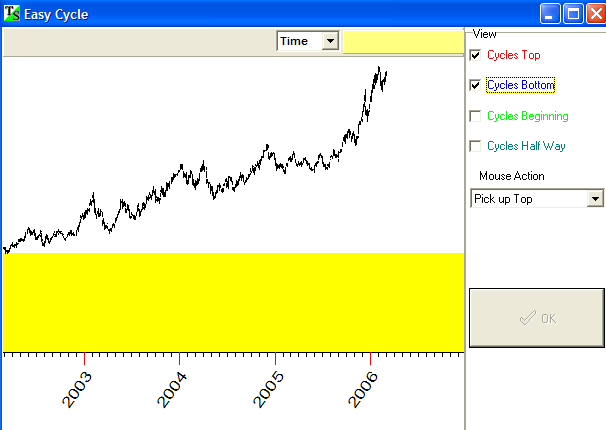 TS Easy Cycle
Time
View
Cycles Top
Cycles Bottom
Cycles Beginning
Cycles Half Way
Mouse Action
Pick up Top
OK
2003
2004
2005
2006